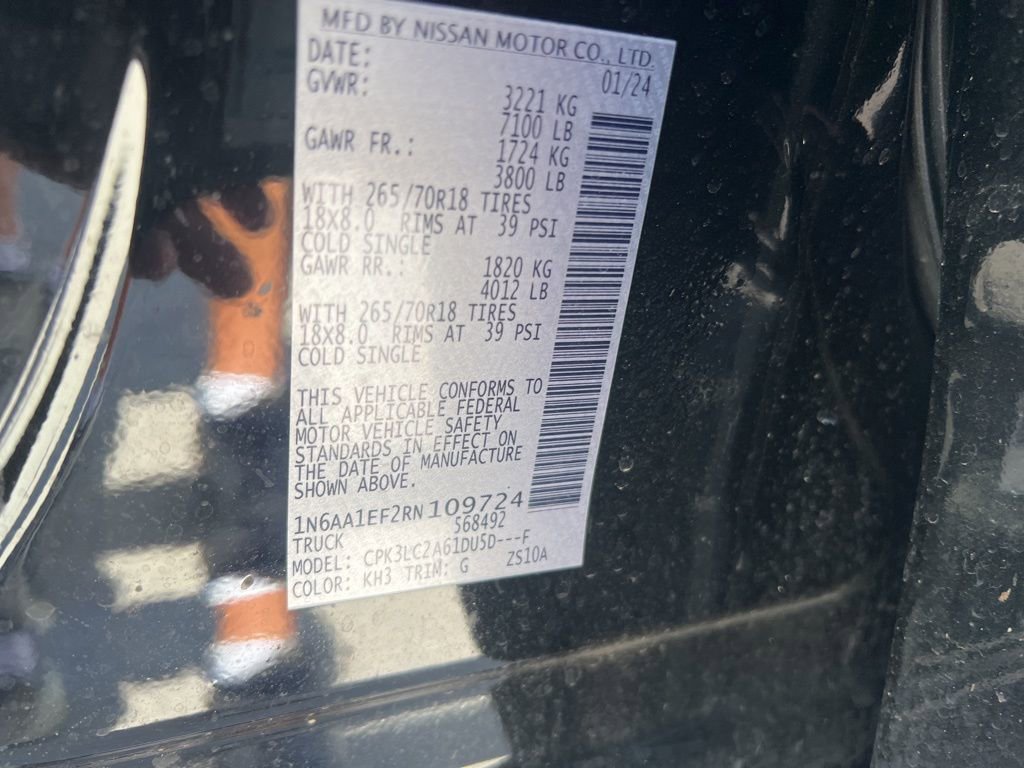 MFD BY NISSAN MOTOR CO., LTD.
DATE: 01/24
GVWR: 3221 KG
7100 LB
GAWR FR.: 1724 KG
3800 LB
WITH 265/70R18 TIRES
18X8.0 RIMS AT 39 PSI
COLD SINGLE
GAWR RR.: 1820 KG
4012 LB
WITH 265/70R18 TIRES
18X8.0 RIMS AT 39 PSI
COLD SINGLE
THIS VEHICLE CONFORMS TO
ALL APPLICABLE FEDERAL
MOTOR VEHICLE SAFETY
STANDARDS IN EFFECT ON
THE DATE OF MANUFACTURE
SHOWN ABOVE.
1N6AA1EF2RN109724
TRUCK 568492
MODEL: CPK3LC2A61DU5D---F
COLOR: KH3 TRIM: G ZS10A